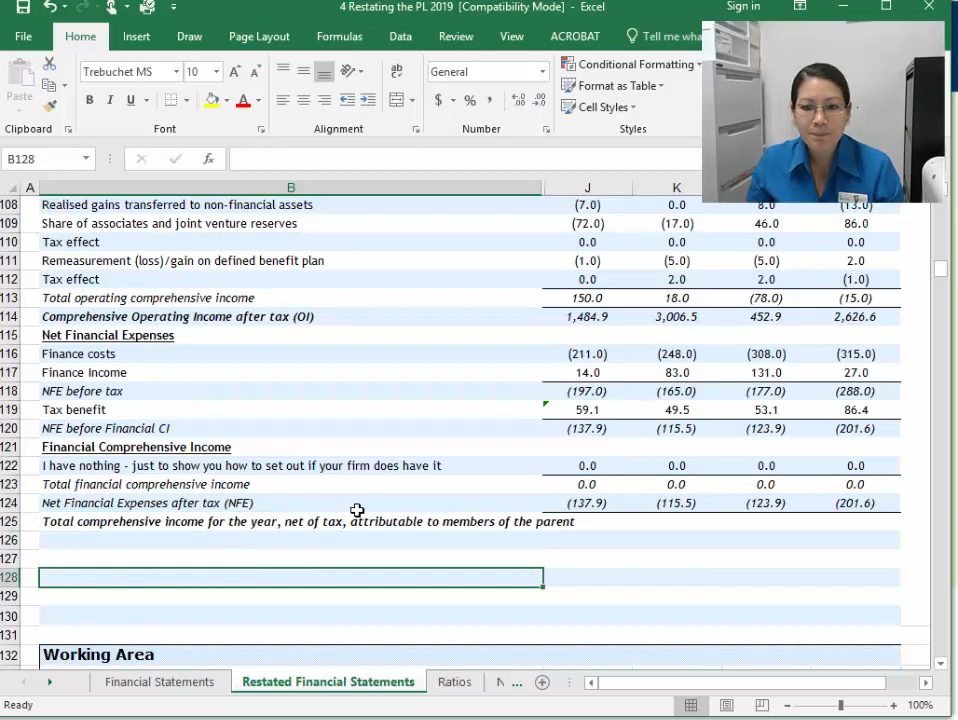 4 Restating the PL 2019 [Compatibility Mode] - Excel
Sign in
File Home Insert Draw Page Layout Formulas Data Review View ACROBAT Tell me
Paste
Trebuchet MS 10
General
Conditional Formatting
Format as Table
Cell Styles
B I U
Clipboard Font Alignment Number Styles
B128
fx
A B J K
108 Realised gains transferred to non-financial assets (7.0) 0.0 8.0 (13.0)
109 Share of associates and joint venture reserves (72.0) (17.0) 46.0 86.0
110 Tax effect 0.0 0.0 0.0 0.0
111 Remeasurement (loss)/gain on defined benefit plan (1.0) (5.0) (5.0) 2.0
112 Tax effect 0.0 2.0 2.0 (1.0)
113 Total operating comprehensive income 150.0 18.0 (78.0) (15.0)
114 Comprehensive Operating Income after tax (OI) 1,484.9 3,006.5 452.9 2,626.6
115 Net Financial Expenses
116 Finance costs (211.0) (248.0) (308.0) (315.0)
117 Finance Income 14.0 83.0 131.0 27.0
118 NFE before tax (197.0) (165.0) (177.0) (288.0)
119 Tax benefit 59.1 49.5 53.1 86.4
120 NFE before Financial CI (137.9) (115.5) (123.9) (201.6)
121 Financial Comprehensive Income
122 I have nothing - just to show you how to set out if your firm does have it 0.0 0.0 0.0 0.0
123 Total financial comprehensive income 0.0 0.0 0.0 0.0
124 Net Financial Expenses after tax (NFE) (137.9) (115.5) (123.9) (201.6)
125 Total comprehensive income for the year, net of tax, attributable to members of the parent
126
127
128
129
130
131
132 Working Area
Financial Statements Restated Financial Statements Ratios N ...
Ready
100%